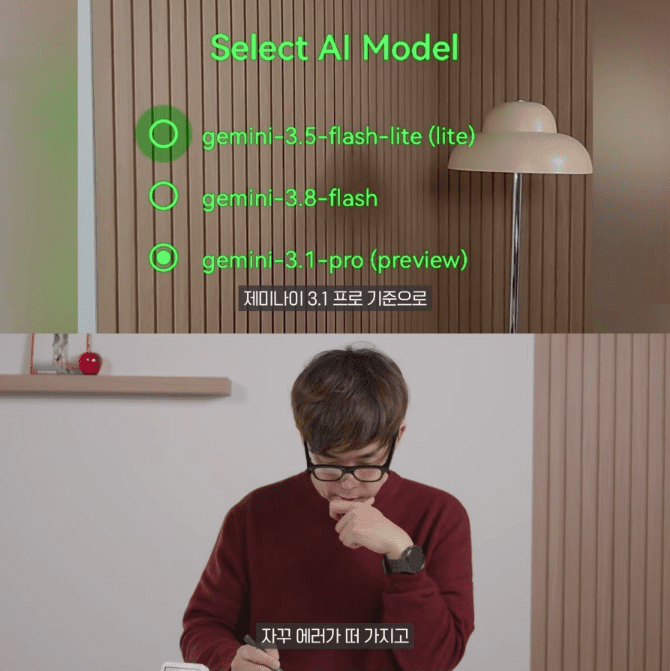 Select AI Model
gemini-3.5-flash-lite (lite)
gemini-3.8-flash
gemini-3.1-pro (preview)
제미나이 3.1 프로 기준으로
자꾸 에러가 떠 가지고